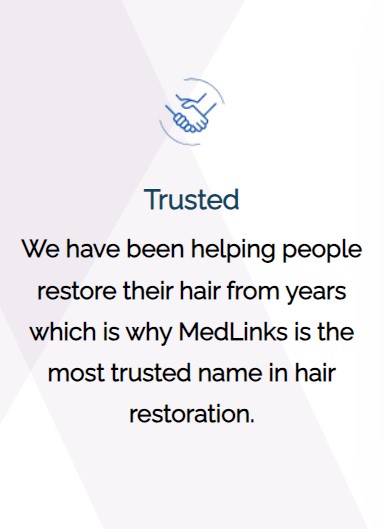 Trusted
We have been helping people
restore their hair from years
which is why MedLinks is the
most trusted name in hair
restoration.